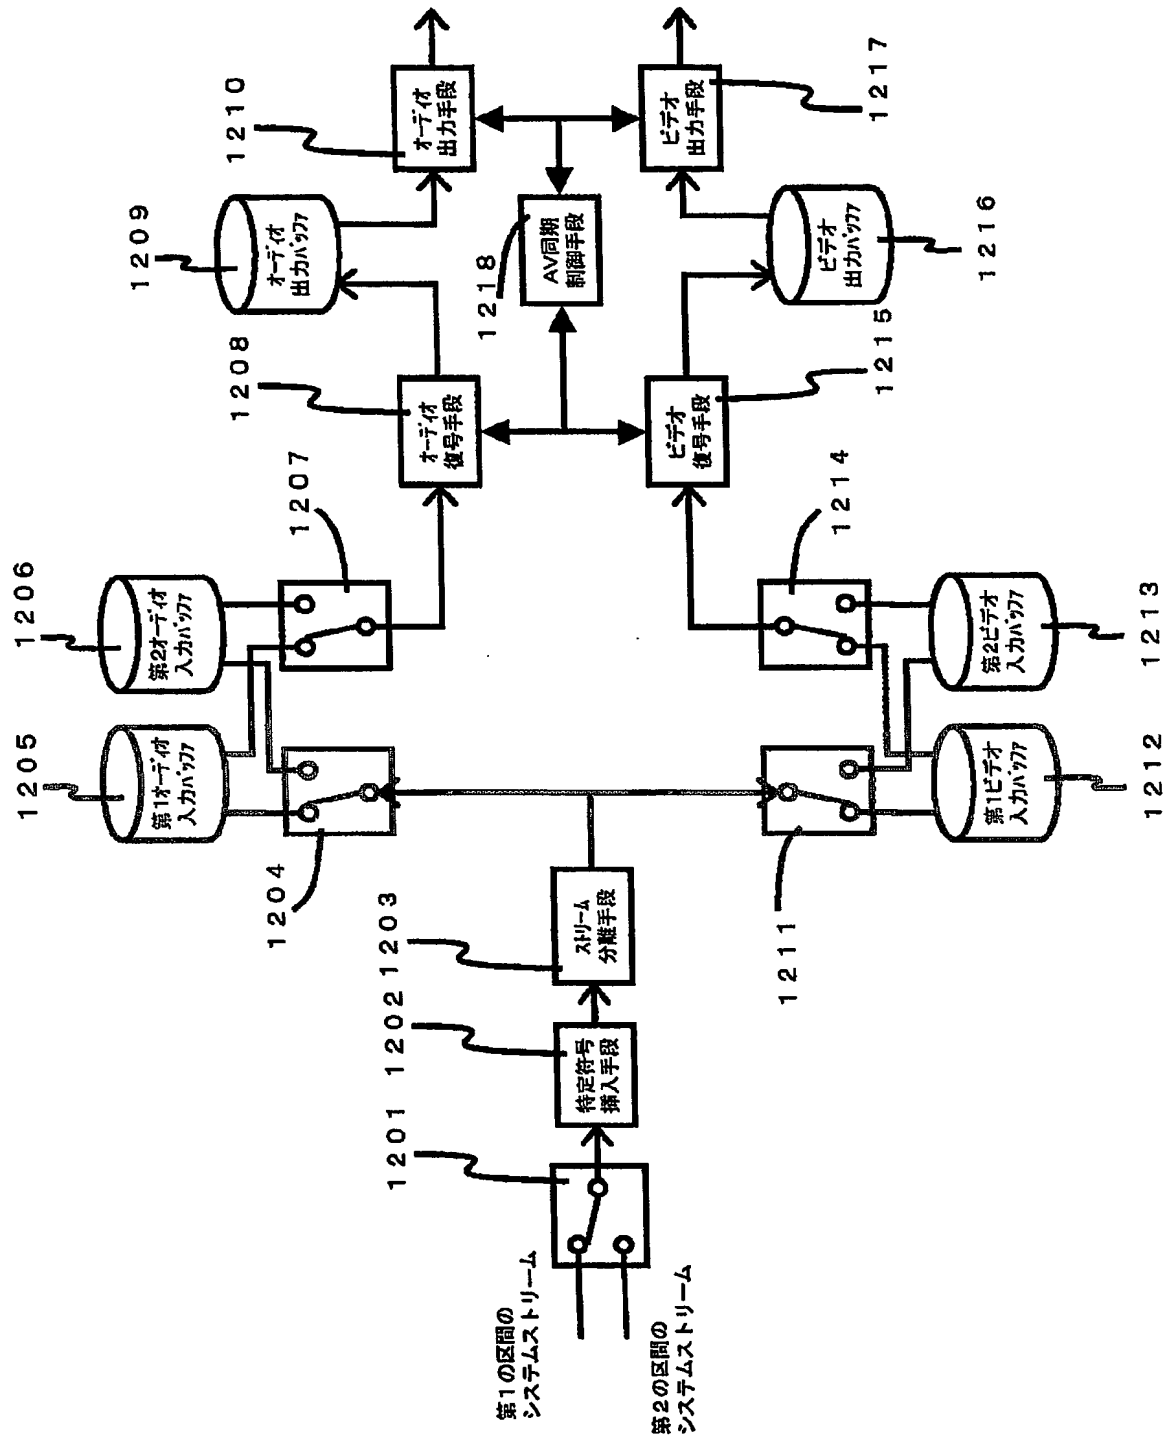 第1の区間の
システムストリーム
第2の区間の
システムストリーム
1201
1202
特定符号
挿入手段
1203
ストリーム
分離手段
1204
1205
第1オーディオ
入力バッファ
1206
第2オーディオ
入力バッファ
1207
1208
オーディオ
復号手段
1209
オーディオ
出力バッファ
1210
オーディオ
出力手段
1218
AV同期
制御手段
1211
1212
第1ビデオ
入力バッファ
1213
第2ビデオ
入力バッファ
1214
1215
ビデオ
復号手段
1216
ビデオ
出力バッファ
1217
ビデオ
出力手段